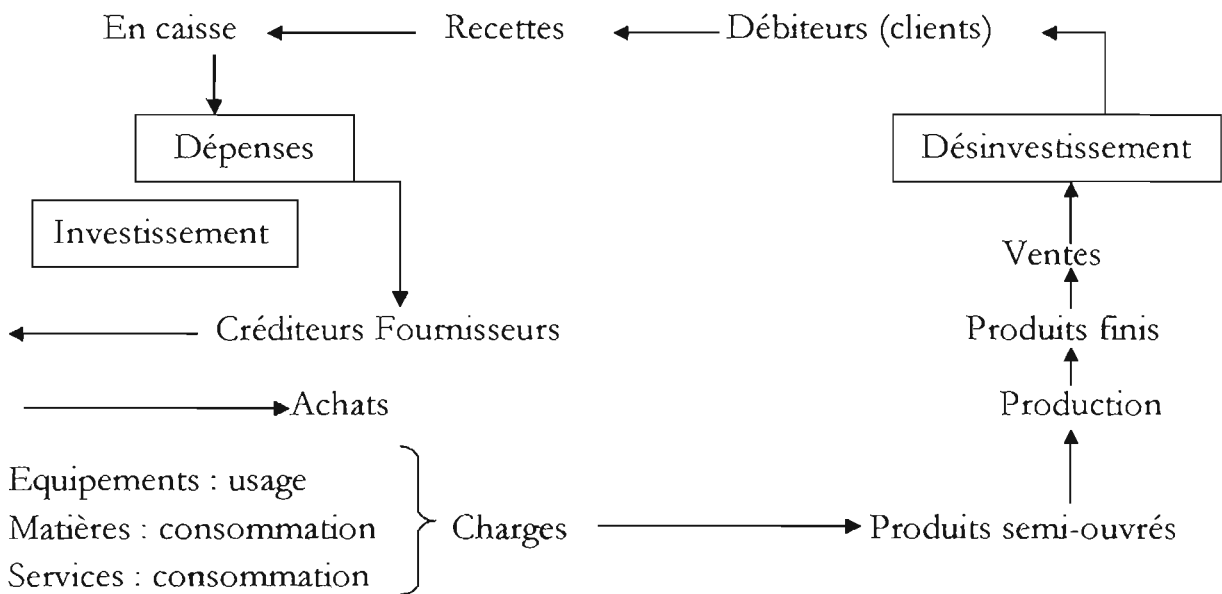 En caisse Recettes Débiteurs (clients)
Dépenses Désinvestissement
Investissement
Ventes
Créditeurs Fournisseurs Produits finis
Achats Production
Equipements : usage
Matières : consommation Charges Produits semi-ouvrés
Services : consommation